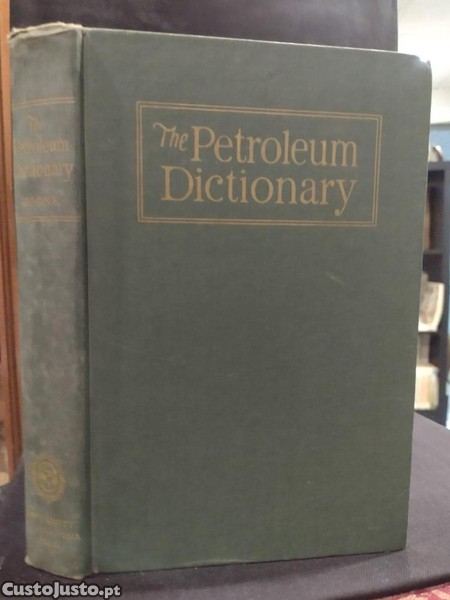 The Petroleum
Dictionary
The
Petroleum
Dictionary
CustoJusto.pt